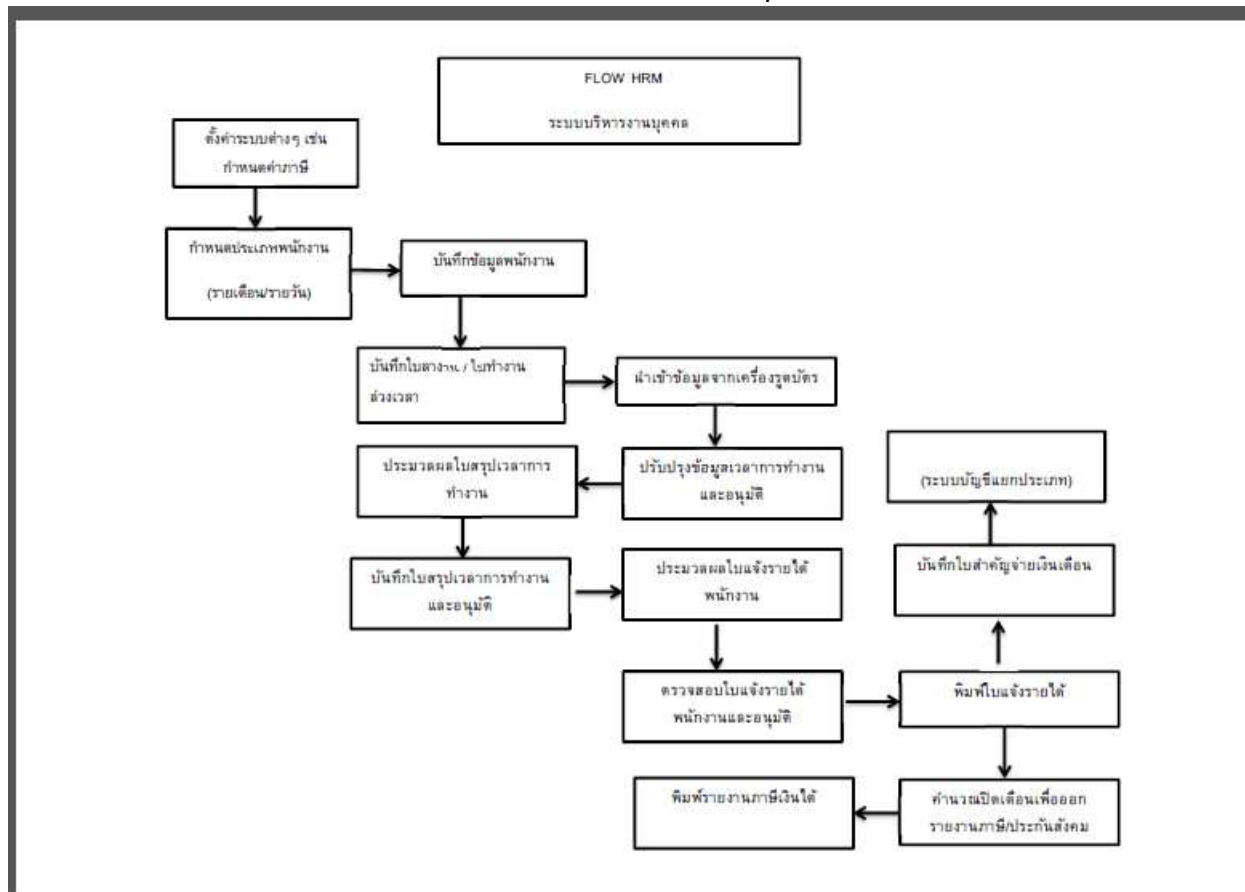 FLOW HRM
ระบบบริหารงานบุคคล
ตั้งค่าระบบต่างๆ เช่น
กำหนดค่าภาษี
กำหนดประเภทพนักงาน
(รายเดือน/รายวัน)
บันทึกข้อมูลพนักงาน
บันทึกใบลางาน / ใบทำงาน
ล่วงเวลา
นำเข้าข้อมูลจากเครื่องรูดบัตร
ประมวลผลใบสรุปเวลาการ
ทำงาน
ปรับปรุงข้อมูลเวลาการทำงาน
และอนุมัติ
(ระบบบัญชีแยกประเภท)
บันทึกใบสรุปเวลาการทำงาน
และอนุมัติ
ประมวลผลใบแจ้งรายได้
พนักงาน
บันทึกใบสำคัญจ่ายเงินเดือน
ตรวจสอบใบแจ้งรายได้
พนักงานและอนุมัติ
พิมพ์ใบแจ้งรายได้
พิมพ์รายงานภาษีเงินได้
คำนวณปิดเดือนเพื่อออก
รายงานภาษี/ประกันสังคม